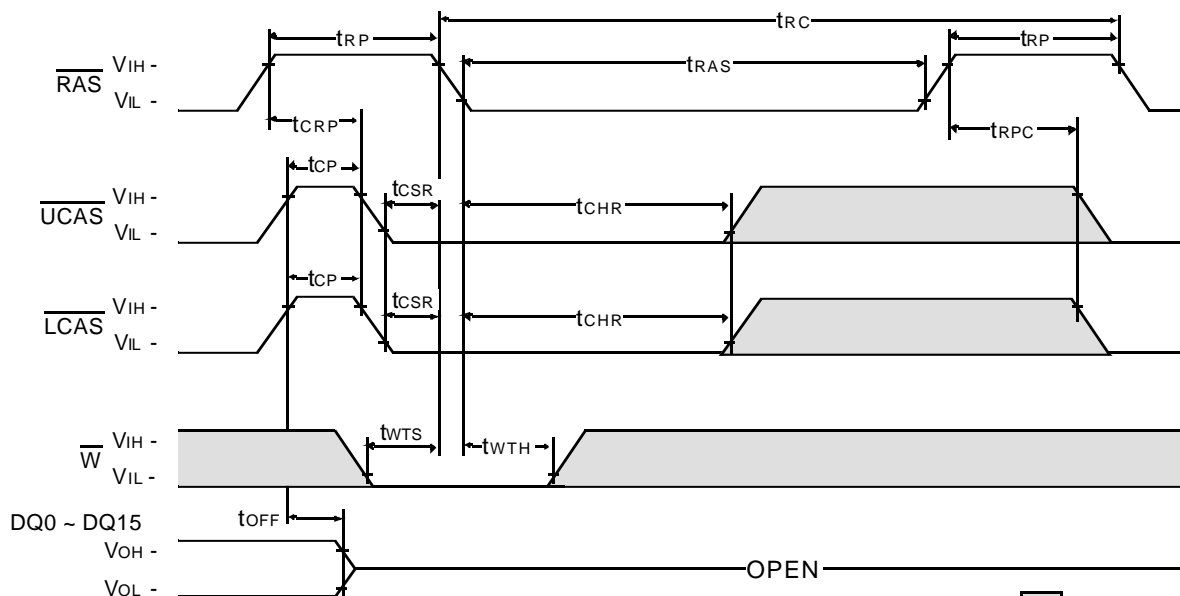 tRC
tRP
tRP
VIH -
RAS
tRAS
VIL -
tCRP
tRPC
tCP
tCSR
VIH -
UCAS
tCHR
VIL -
tCP
tCSR
VIH -
LCAS
tCHR
VIL -
tWTS
tWTH
VIH -
W
VIL -
tOFF
DQ0 ~ DQ15
VOH -
OPEN
VOL -